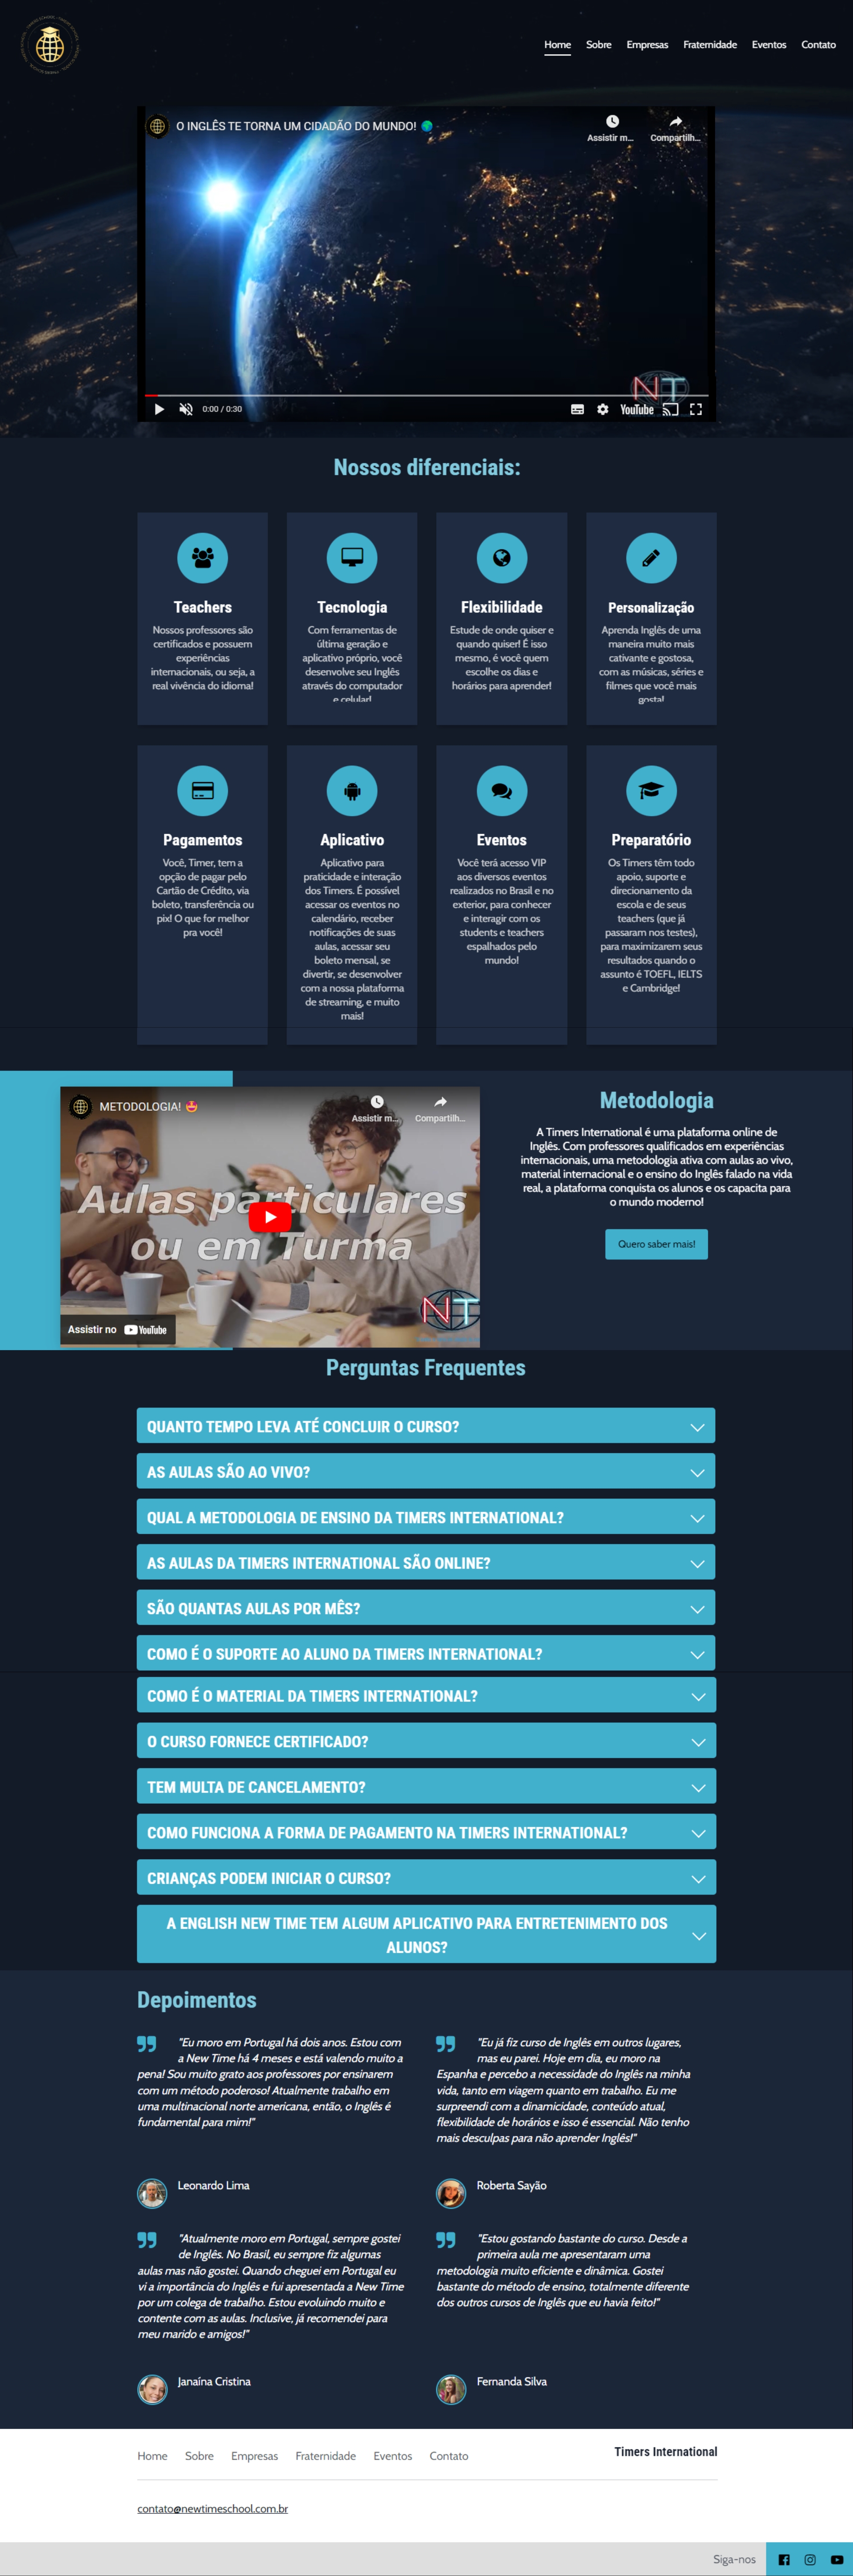 Home Sobre Empresas Fraternidade Eventos Contato
O INGLÊS TE TORNA UM CIDADÃO DO MUNDO!
Assistir m... Compartilh...
NT
0:00 / 0:30
YouTube
Nossos diferenciais:
Teachers
Nossos professores são
certificados e possuem
experiências
internacionais, ou seja, a
real vivência do idioma!
Tecnologia
Com ferramentas de
última geração e
aplicativo próprio, você
desenvolve seu Inglês
através do computador
e celular!
Flexibilidade
Estude de onde quiser e
quando quiser! É isso
mesmo, é você quem
escolhe os dias e
horários para aprender!
Personalização
Aprenda Inglês de uma
maneira muito mais
cativante e gostosa,
com as músicas, séries e
filmes que você mais
gosta!
Pagamentos
Você, Timer, tem a
opção de pagar pelo
Cartão de Crédito, via
boleto, transferência ou
pix! O que for melhor
pra você!
Aplicativo
Aplicativo para
praticidade e interação
dos Timers. É possível
acessar os eventos no
calendário, receber
notificações de suas
aulas, acessar seu
boleto mensal, se
divertir, se desenvolver
com a nossa plataforma
de streaming, e muito
mais!
Eventos
Você terá acesso VIP
aos diversos eventos
realizados no Brasil e no
exterior, para conhecer
e interagir com os
students e teachers
espalhados pelo
mundo!
Preparatório
Os Timers têm todo
apoio, suporte e
direcionamento da
escola e de seus
teachers (que já
passaram nos testes),
para maximizarem seus
resultados quando o
assunto é TOEFL, IELTS
e Cambridge!
METODOLOGIA!
Assistir m... Compartilh...
Aulas particulares
ou em Turma
NT
Assistir no YouTube
Metodologia
A Timers International é uma plataforma online de
Inglês. Com professores qualificados em experiências
internacionais, uma metodologia ativa com aulas ao vivo,
material internacional e o ensino do Inglês falado na vida
real, a plataforma conquista os alunos e os capacita para
o mundo moderno!
Quero saber mais!
Perguntas Frequentes
QUANTO TEMPO LEVA ATÉ CONCLUIR O CURSO?
AS AULAS SÃO AO VIVO?
QUAL A METODOLOGIA DE ENSINO DA TIMERS INTERNATIONAL?
AS AULAS DA TIMERS INTERNATIONAL SÃO ONLINE?
SÃO QUANTAS AULAS POR MÊS?
COMO É O SUPORTE AO ALUNO DA TIMERS INTERNATIONAL?
COMO É O MATERIAL DA TIMERS INTERNATIONAL?
O CURSO FORNECE CERTIFICADO?
TEM MULTA DE CANCELAMENTO?
COMO FUNCIONA A FORMA DE PAGAMENTO NA TIMERS INTERNATIONAL?
CRIANÇAS PODEM INICIAR O CURSO?
A ENGLISH NEW TIME TEM ALGUM APLICATIVO PARA ENTRETENIMENTO DOS
ALUNOS?
Depoimentos
"Eu moro em Portugal há dois anos. Estou com
a New Time há 4 meses e está valendo muito a
pena! Sou muito grato aos professores por ensinarem
com um método poderoso! Atualmente trabalho em
uma multinacional norte americana, então, o Inglês é
fundamental para mim!"
Leonardo Lima
"Eu já fiz curso de Inglês em outros lugares,
mas eu parei. Hoje em dia, eu moro na
Espanha e percebo a necessidade do Inglês na minha
vida, tanto em viagem quanto em trabalho. Eu me
surpreendi com a dinamicidade, conteúdo atual,
flexibilidade de horários e isso é essencial. Não tenho
mais desculpas para não aprender Inglês!"
Roberta Sayão
"Atualmente moro em Portugal, sempre gostei
de Inglês. No Brasil, eu sempre fiz algumas
aulas mas não gostei. Quando cheguei em Portugal eu
vi a importância do Inglês e fui apresentada a New Time
por um colega de trabalho. Estou evoluindo muito e
contente com as aulas. Inclusive, já recomendei para
meu marido e amigos!"
Janaína Cristina
"Estou gostando bastante do curso. Desde a
primeira aula me apresentaram uma
metodologia muito eficiente e dinâmica. Gostei
bastante do método de ensino, totalmente diferente
dos outros cursos de Inglês que eu havia feito!"
Fernanda Silva
Home Sobre Empresas Fraternidade Eventos Contato
Timers International
contato@newtimeschool.com.br
Siga-nos